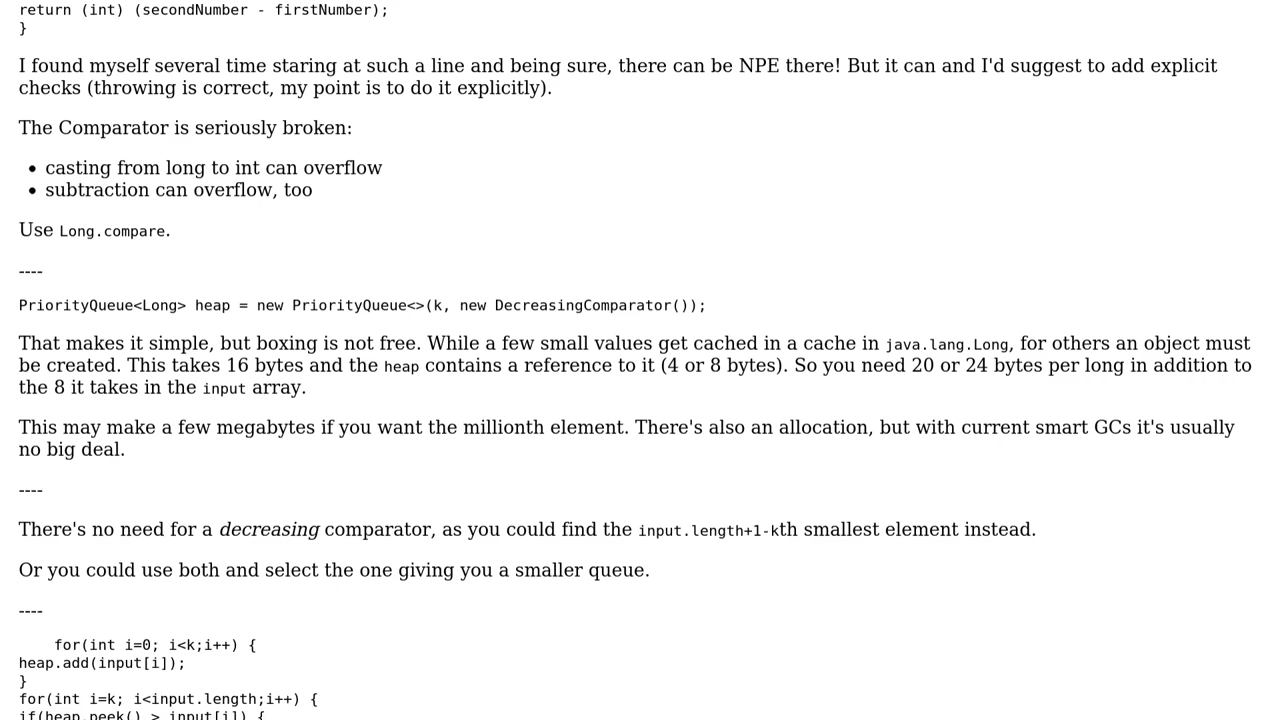 return (int) (secondNumber - firstNumber);
}
I found myself several time staring at such a line and being sure, there can be NPE there! But it can and I'd suggest to add explicit
checks (throwing is correct, my point is to do it explicitly).
The Comparator is seriously broken:
• casting from long to int can overflow
• subtraction can overflow, too
Use Long.compare.
----
PriorityQueue<Long> heap = new PriorityQueue<>(k, new DecreasingComparator());
That makes it simple, but boxing is not free. While a few small values get cached in a cache in java.lang.Long, for others an object must
be created. This takes 16 bytes and the heap contains a reference to it (4 or 8 bytes). So you need 20 or 24 bytes per long in addition to
the 8 it takes in the input array.
This may make a few megabytes if you want the millionth element. There's also an allocation, but with current smart GCs it's usually
no big deal.
----
There's no need for a decreasing comparator, as you could find the input.length+1-kth smallest element instead.
Or you could use both and select the one giving you a smaller queue.
----
for(int i=0; i<k;i++) {
heap.add(input[i]);
}
for(int i=k; i<input.length;i++) {
if(heap.peek() > input[i]) {